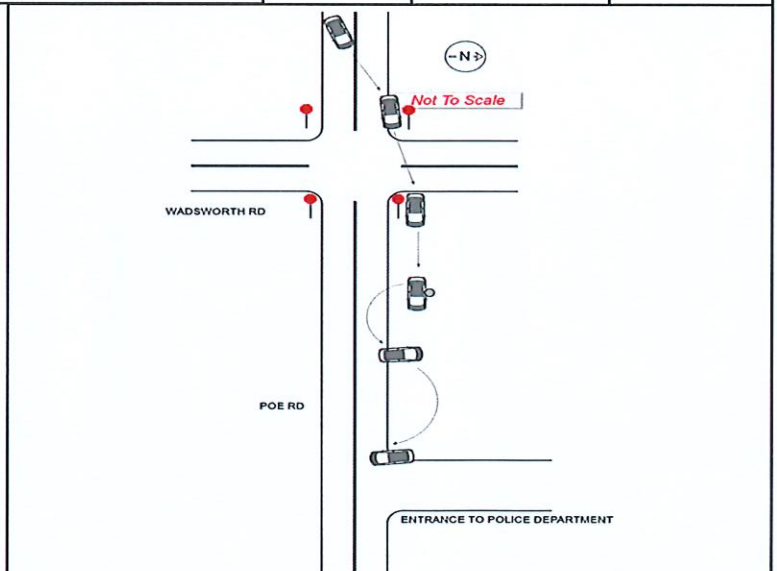 N
Not To Scale
WADSWORTH RD
POE RD
ENTRANCE TO POLICE DEPARTMENT